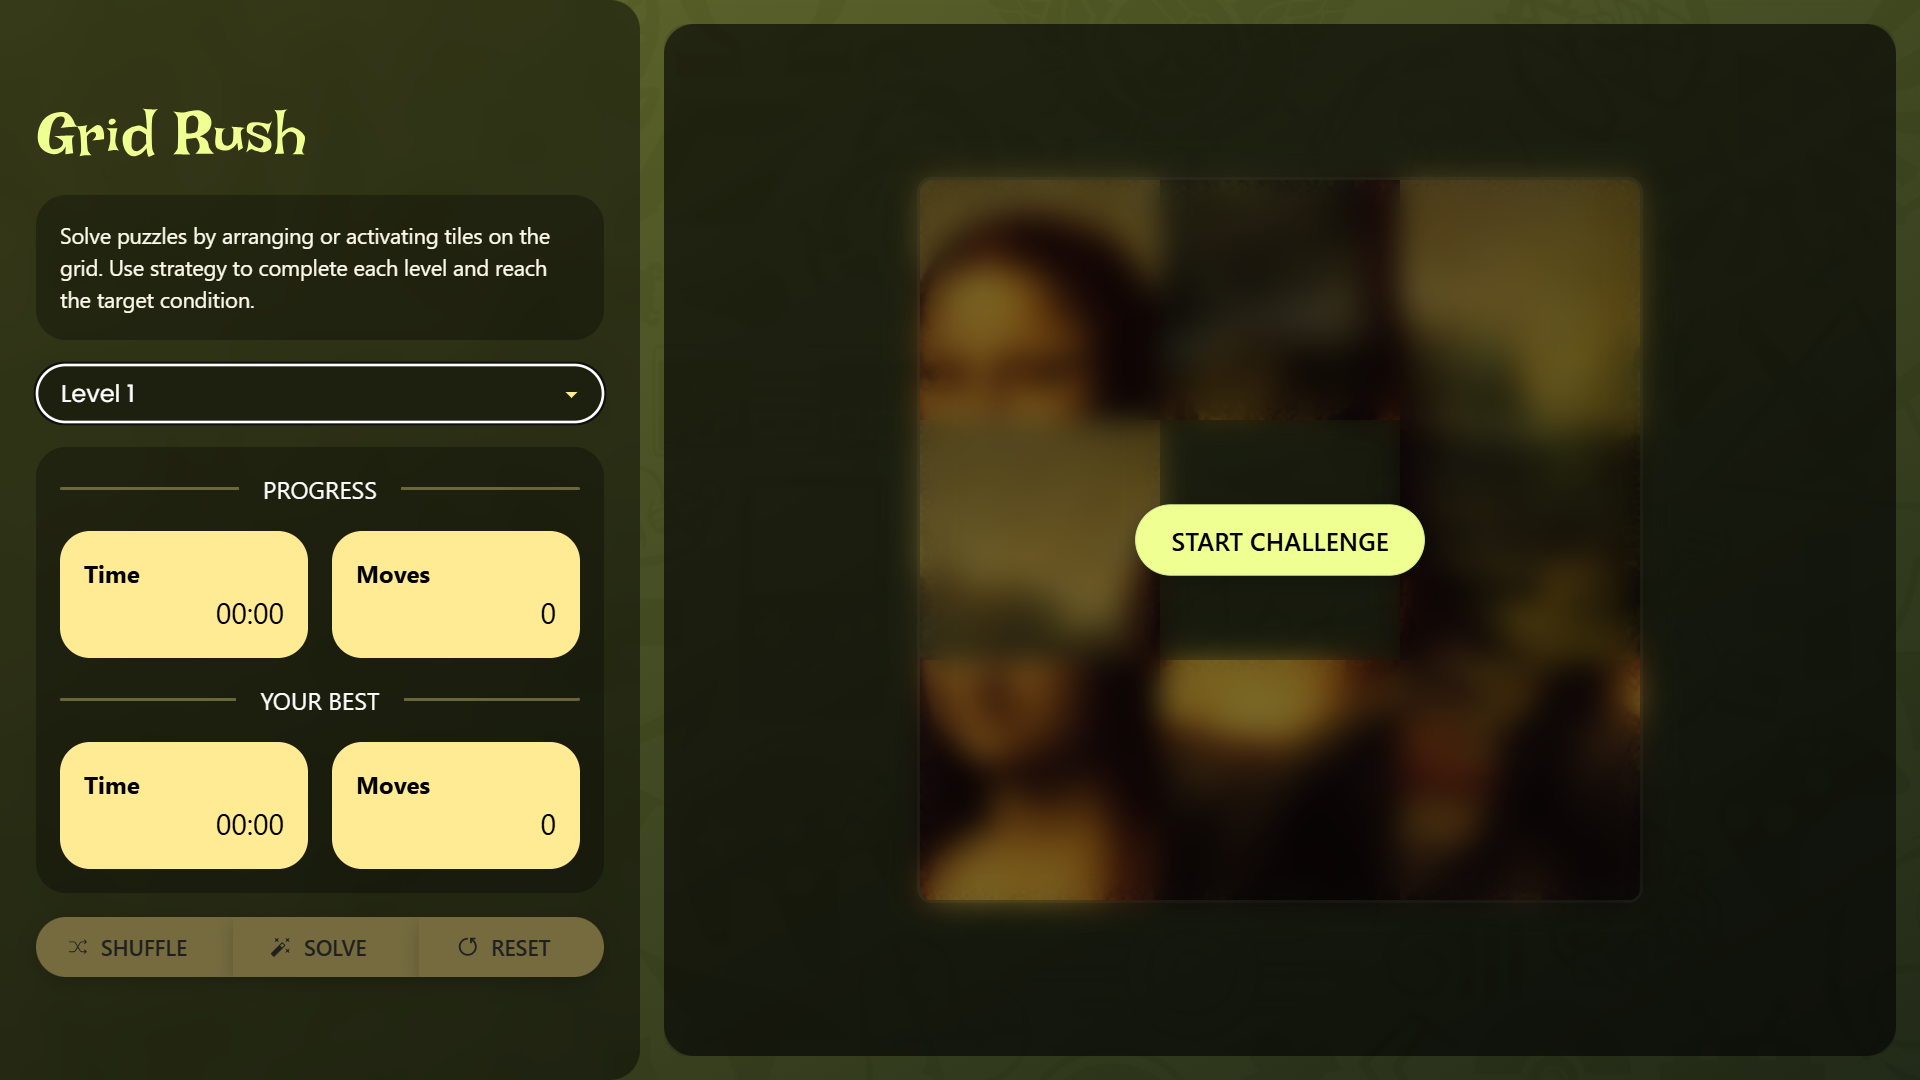 Grid Rush
Solve puzzles by arranging or activating tiles on the
grid. Use strategy to complete each level and reach
the target condition.
Level 1
PROGRESS
Time
00:00
Moves
0
YOUR BEST
Time
00:00
Moves
0
SHUFFLE
SOLVE
RESET
START CHALLENGE